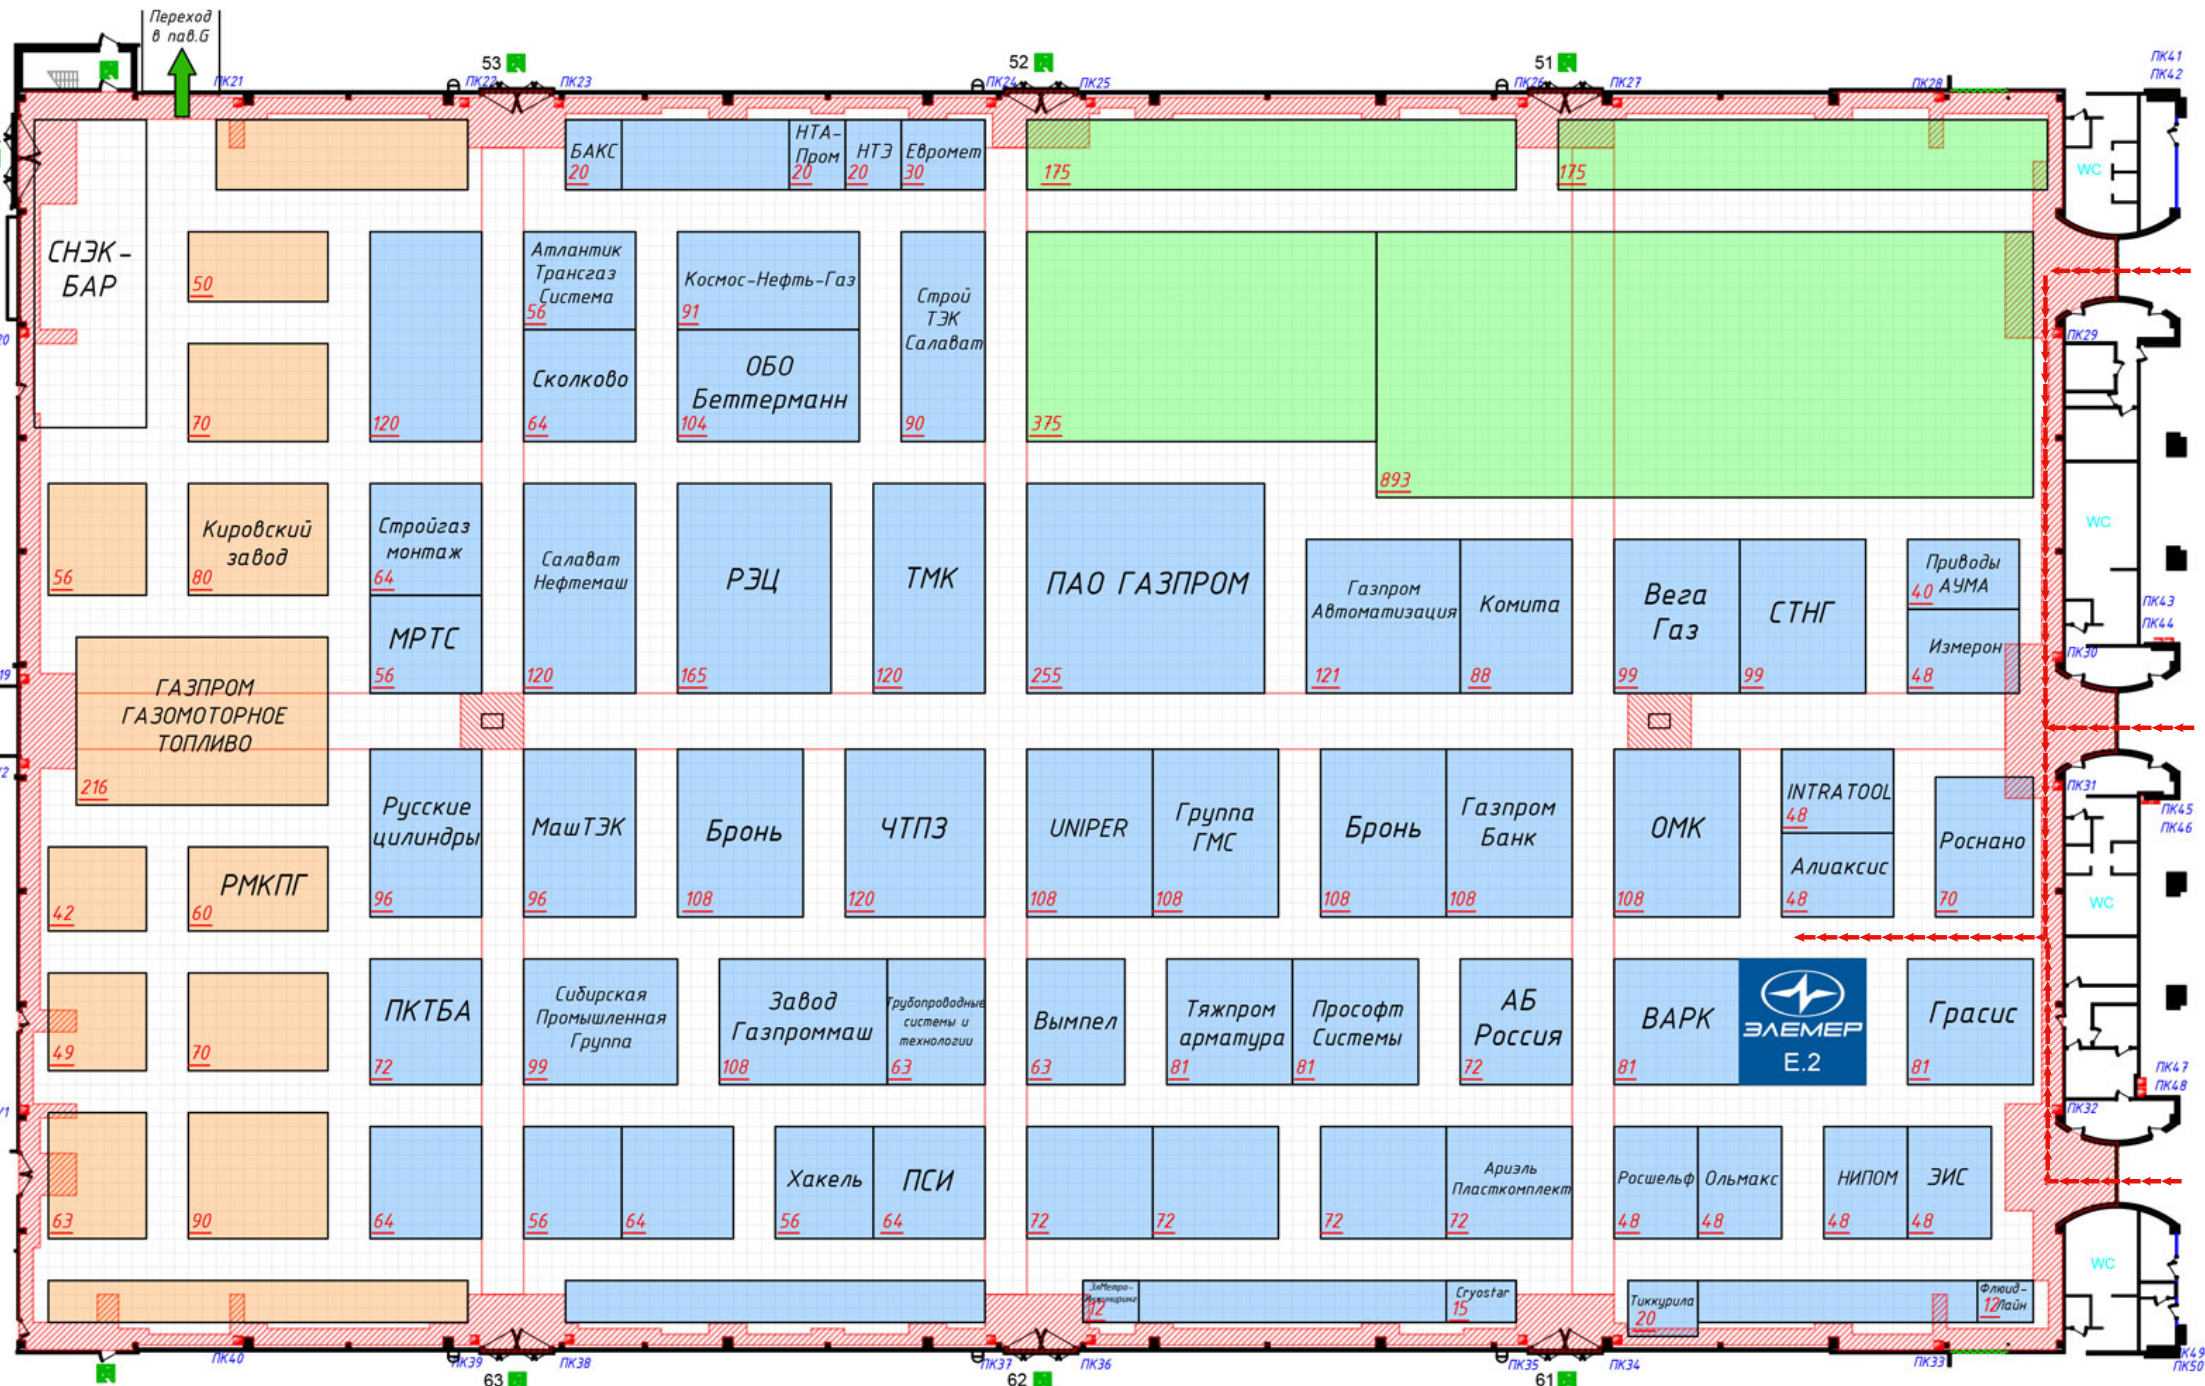 Переход
в пав.G
53
52
51
ПК41
ПК42
ПК21
ПК22
ПК23
ПК24
ПК25
ПК26
ПК27
ПК28
БАКС
20
НТА-
Пром
20
НТЭ
20
Евромет
30
175
175
WC
СНЭК-
БАР
50
Атлантик
Трансгаз
Система
56
Космос-Нефть-Газ
91
Строй
ТЭК
Салават
90
ПК29
70
120
Сколково
64
ОБО
Беттерманн
104
375
893
WC
56
Кировский
завод
80
Стройгаз
монтаж
64
Салават
Нефтемаш
120
РЭЦ
165
ТМК
120
ПАО ГАЗПРОМ
255
Газпром
Автоматизация
121
Комита
88
Вега
Газ
99
СТНГ
99
Приводы
АУМА
40
Измерон
48
ПК43
ПК44
ПК30
МРТС
56
ГАЗПРОМ
ГАЗОМОТОРНОЕ
ТОПЛИВО
216
Русские
цилиндры
96
МашТЭК
96
Бронь
108
ЧТПЗ
120
UNIPER
108
Группа
ГМС
108
Бронь
108
Газпром
Банк
108
ОМК
108
INTRATOOL
48
Алиаксис
48
Роснано
70
ПК31
ПК45
ПК46
WC
42
РМКПГ
60
49
70
ПКТБА
72
Сибирская
Промышленная
Группа
99
Завод
Газпроммаш
108
Трубопроводные
системы и
технологии
63
Вымпел
63
Тяжпром
арматура
81
Прософт
Системы
81
АБ
Россия
72
ВАРК
81
ЭЛЕМЕР
E.2
Грасис
81
ПК47
ПК48
ПК32
63
90
64
56
64
Хакель
56
ПСИ
64
72
72
72
Ариэль
Пласткомплект
72
Росшельф
48
Ольмакс
48
НИПОМ
48
ЭИС
48
WC
ЭлМетро-
Инжиниринг
12
Cryostar
15
Тиккурила
20
Флюид-
Лайн
12
ПК40
ПК39
ПК38
ПК37
ПК36
ПК35
ПК34
ПК33
ПК49
ПК50
63
62
61